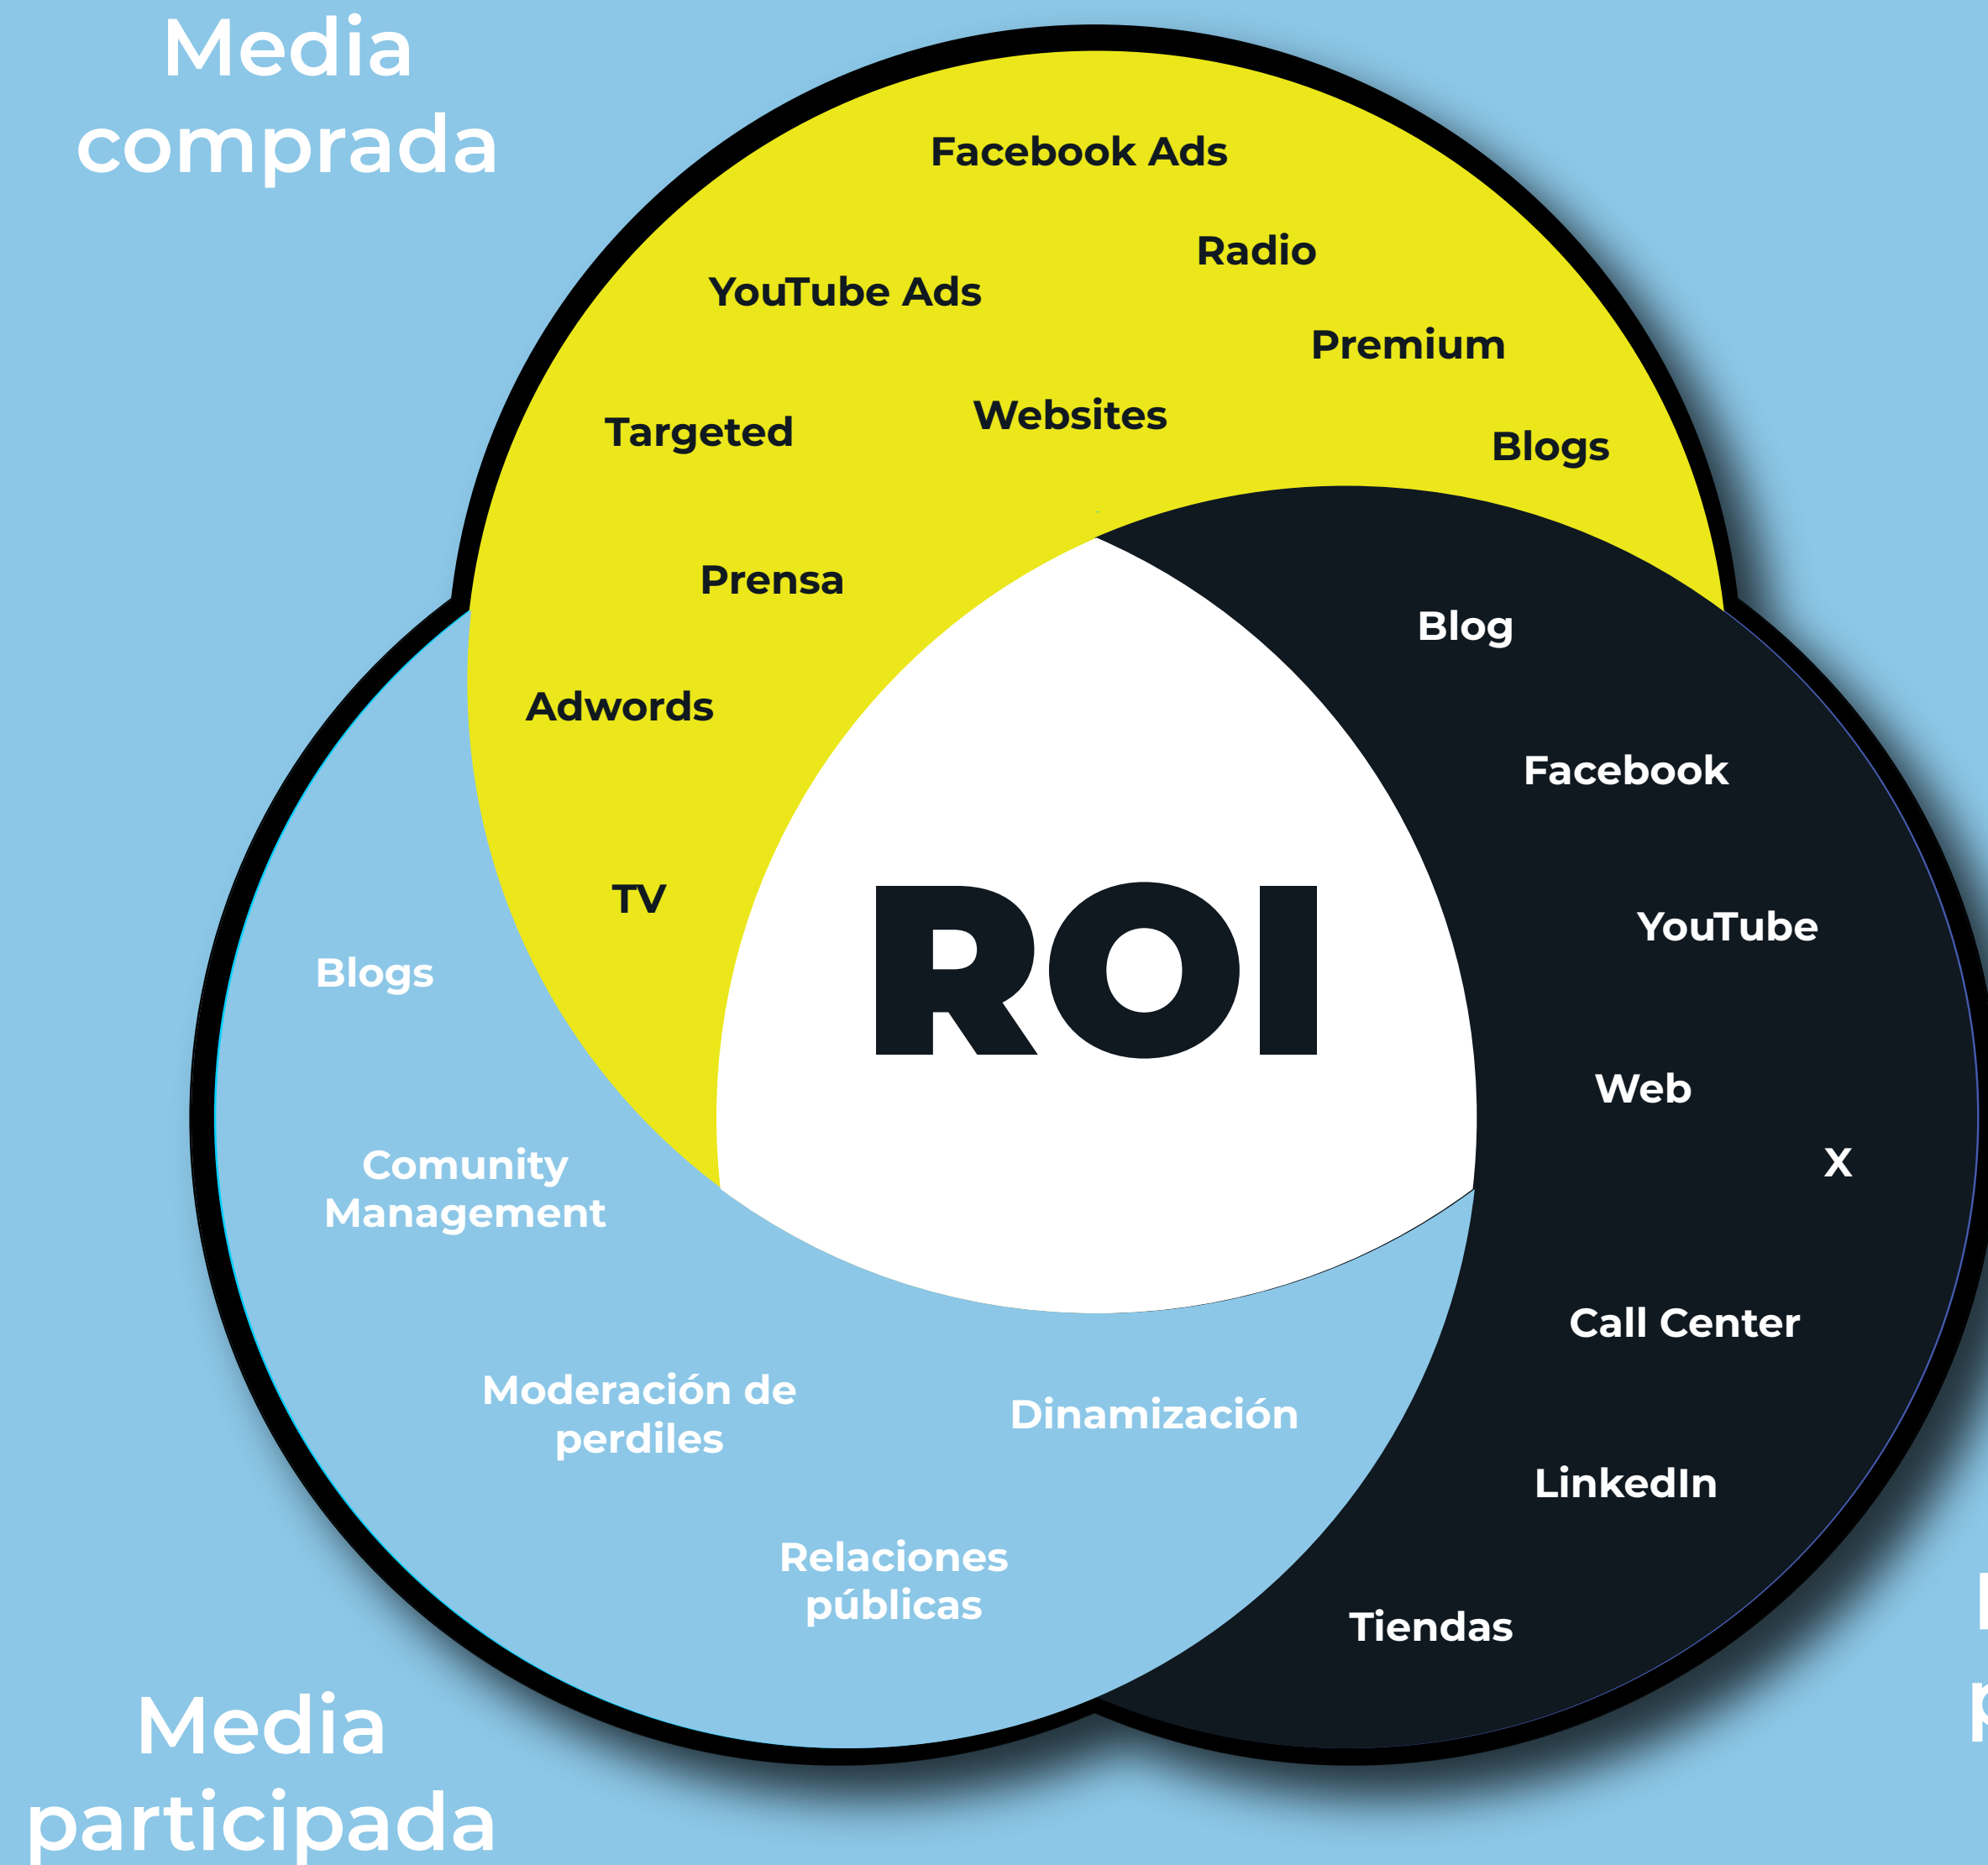 Media
comprada
Facebook Ads
Radio
YouTube Ads
Premium
Websites
Targeted
Blogs
Prensa
Adwords
TV
Blog
Facebook
YouTube
Web
X
Call Center
LinkedIn
Tiendas
ROI
Blogs
Comunity
Management
Moderación de
perdiles
Dinamización
Relaciones
públicas
Media
participada